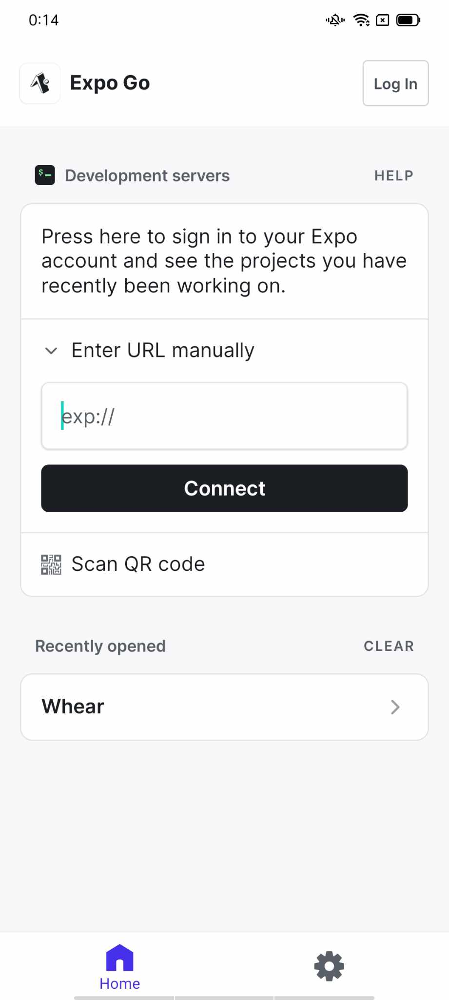 0:14
Expo Go
Log In
$
Development servers
HELP
Press here to sign in to your Expo
account and see the projects you have
recently been working on.
Enter URL manually
exp://
Connect
Scan QR code
Recently opened
CLEAR
Whear
Home